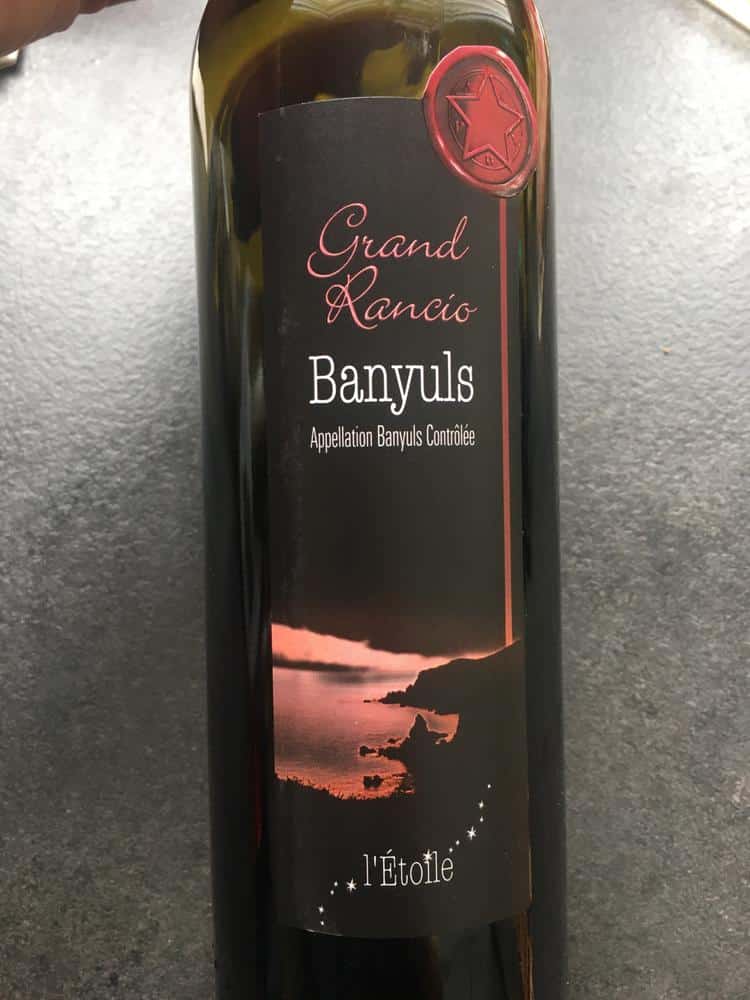 Grand
Rancio
Banyuls
Appellation Banyuls Contrôlée
l'Étoile